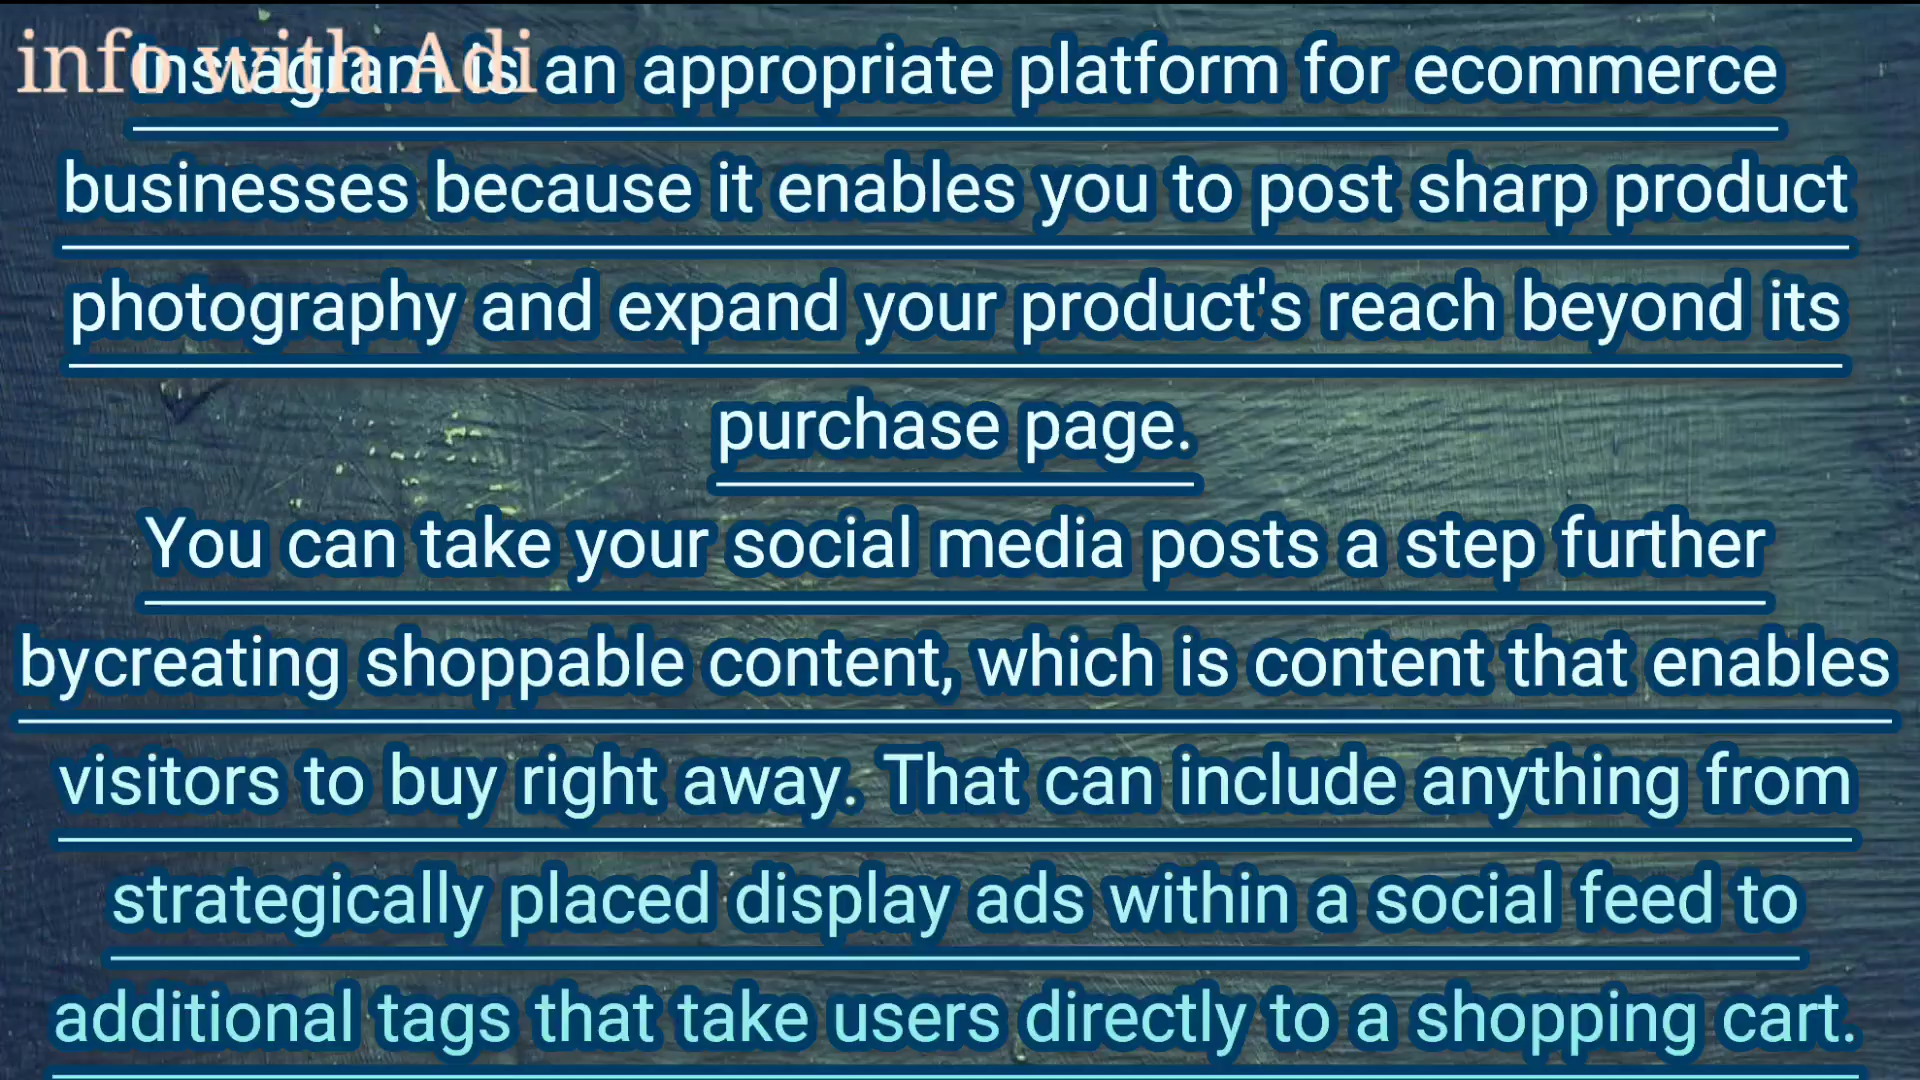 info with Adi
Instagram is an appropriate platform for ecommerce
businesses because it enables you to post sharp product
photography and expand your product's reach beyond its
purchase page.
You can take your social media posts a step further
bycreating shoppable content, which is content that enables
visitors to buy right away. That can include anything from
strategically placed display ads within a social feed to
additional tags that take users directly to a shopping cart.